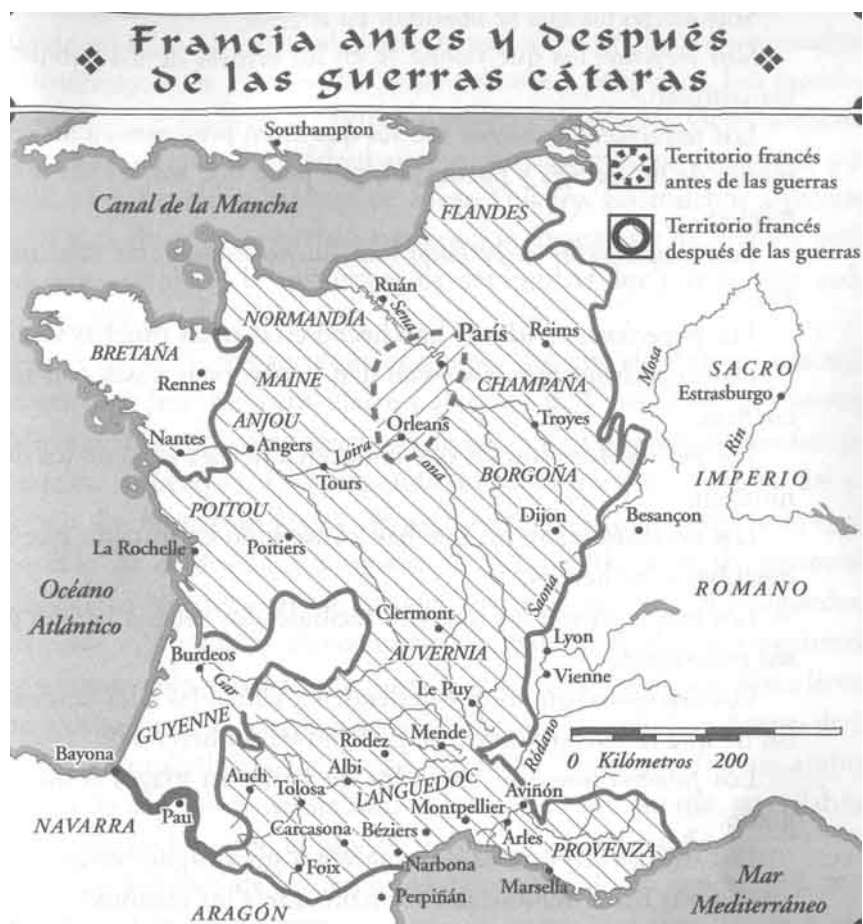 Francia antes y después
de las guerras cátaras
Southampton
Territorio francés
antes de las guerras
Canal de la Mancha
FLANDES
Territorio francés
después de las guerras
Ruán
Sena
NORMANDÍA
París
Reims
Mosa
BRETAÑA
SACRO
Rennes
MAINE
CHAMPAÑA
Estrasburgo
ANJOU
Orleans
Troyes
Rin
Nantes
Angers
Loira
ona
Tours
BORGOÑA
IMPERIO
POITOU
Dijon
Besançon
La Rochelle
Poitiers
Océano
Atlántico
Saona
ROMANO
Clermont
Lyon
Burdeos
AUVERNIA
Vienne
Gar
Le Puy
GUYENNE
Ródano
Mende
0 Kilómetros 200
Bayona
Rodez
Auch
Albi
Tolosa
LANGUEDOC
Aviñón
Pau
Montpellier
NAVARRA
Carcasona
Béziers
Arles
PROVENZA
Foix
Narbona
Marsella
Mar
Mediterráneo
Perpiñán
ARAGÓN